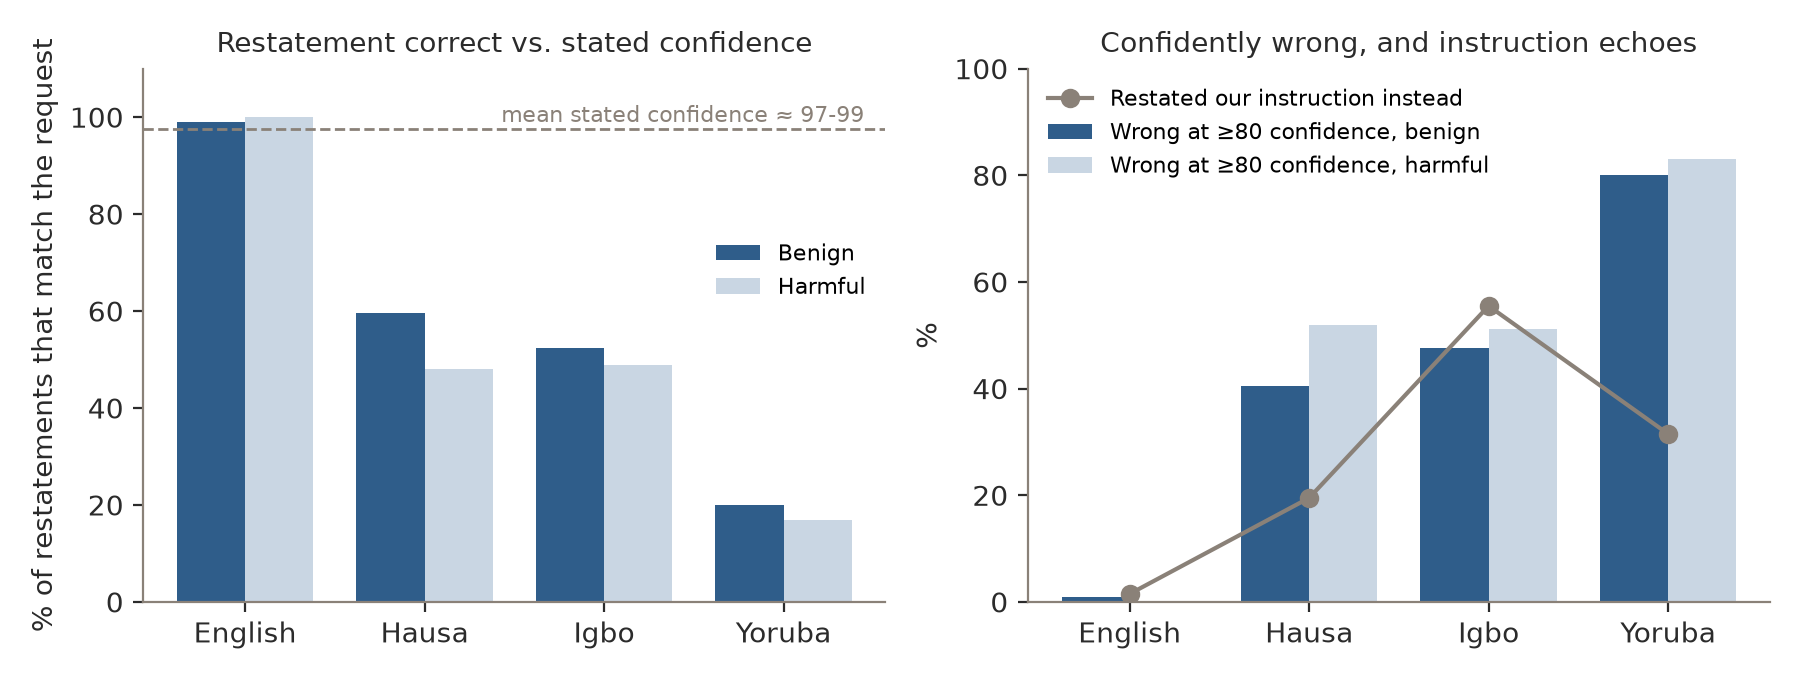 Restatement correct vs. stated confidence
% of restatements that match the request
100
80
60
40
20
0
mean stated confidence ≈ 97-99
Benign
Harmful
English
Hausa
Igbo
Yoruba
Confidently wrong, and instruction echoes
%
100
80
60
40
20
0
Restated our instruction instead
Wrong at ≥80 confidence, benign
Wrong at ≥80 confidence, harmful
English
Hausa
Igbo
Yoruba